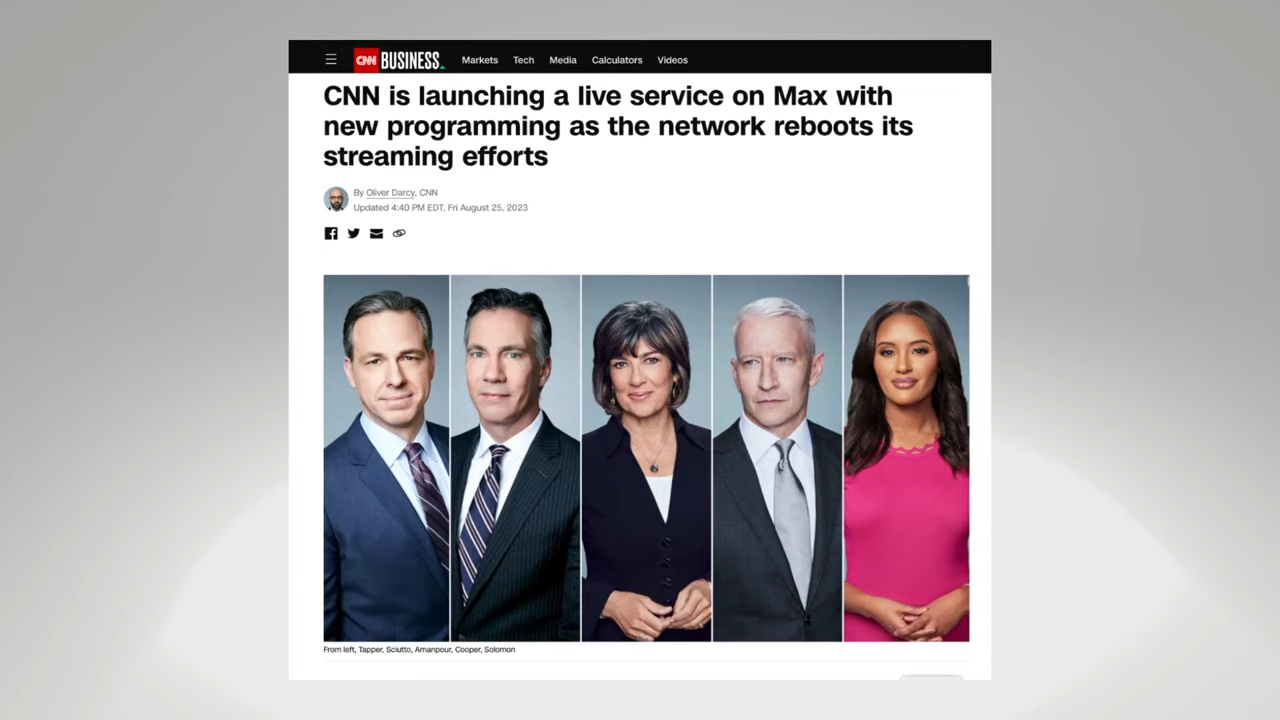 CNN BUSINESS Markets Tech Media Calculators Videos
CNN is launching a live service on Max with
new programming as the network reboots its
streaming efforts
By Oliver Darcy, CNN
Updated 4:40 PM EDT, Fri August 25, 2023
From left, Tapper, Sciutto, Amanpour, Cooper, Solomon